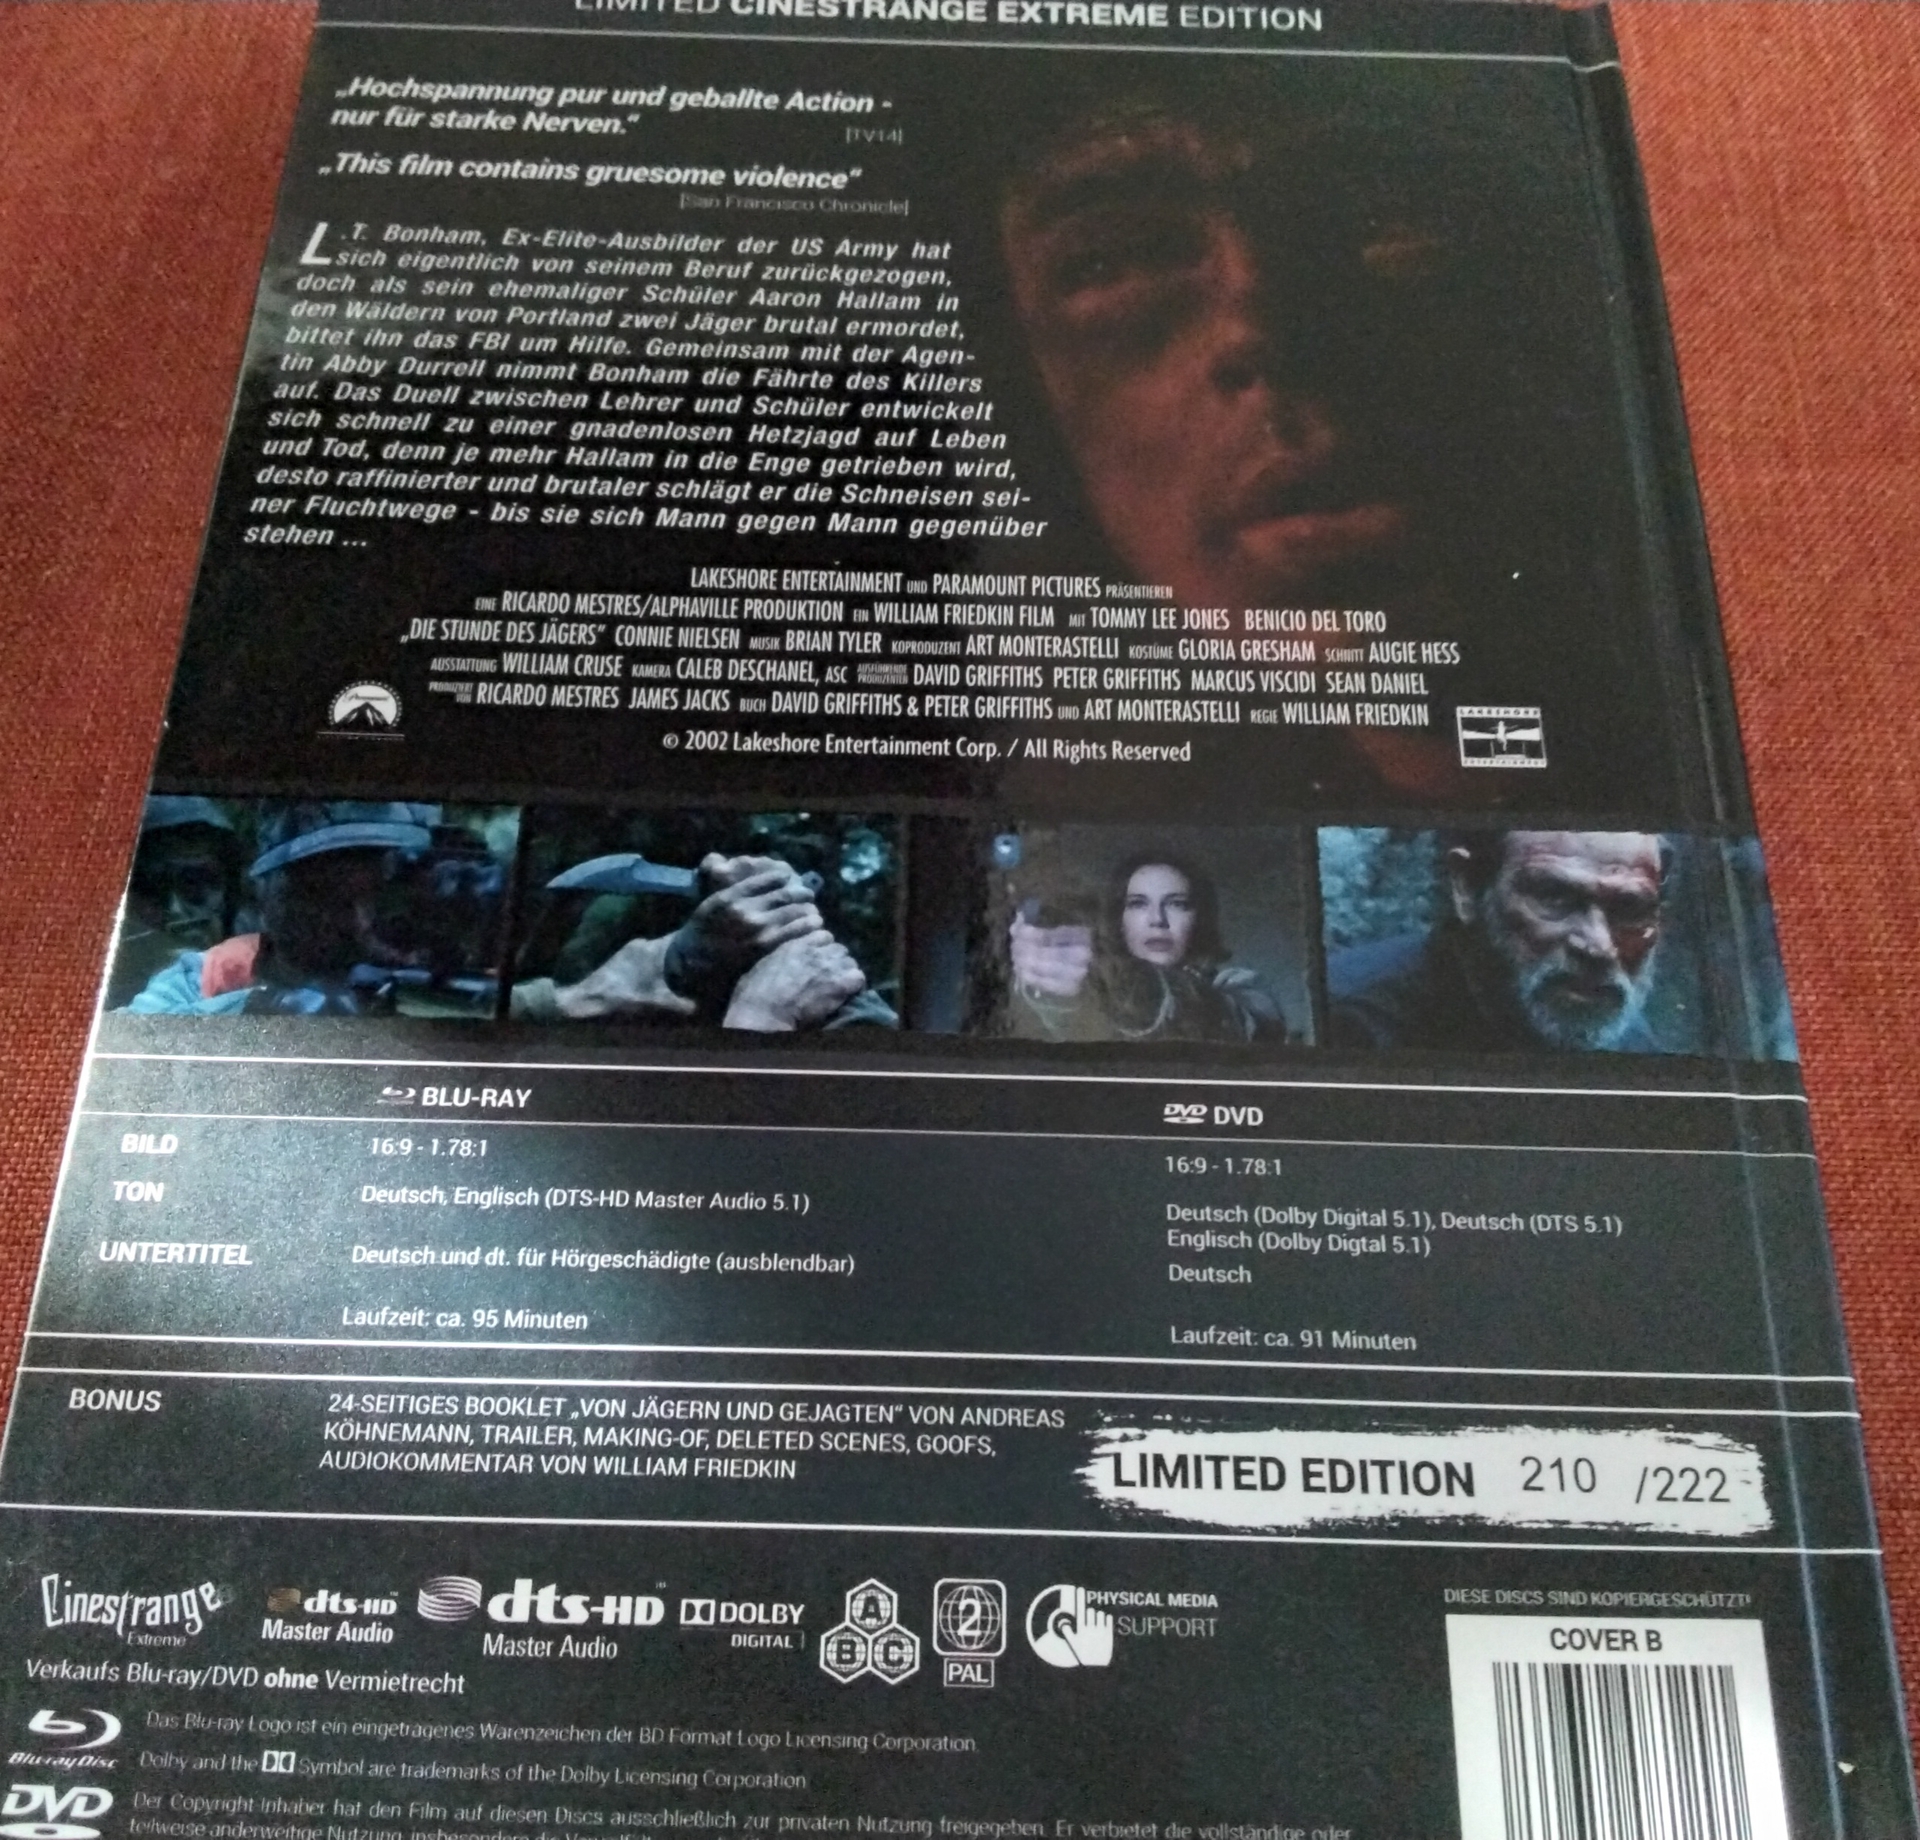 LIMITED CINESTRANGE EXTREME EDITION
„Hochspannung pur und geballte Action -
nur für starke Nerven.“
[TV14]
„This film contains gruesome violence“
[San Francisco Chronicle]
L.T. Bonham, Ex-Elite-Ausbilder der US Army hat
sich eigentlich von seinem Beruf zurückgezogen,
doch als sein ehemaliger Schüler Aaron Hallam in
den Wäldern von Portland zwei Jäger brutal ermordet,
bittet ihn das FBI um Hilfe. Gemeinsam mit der Agen-
tin Abby Durrell nimmt Bonham die Fährte des Killers
auf. Das Duell zwischen Lehrer und Schüler entwickelt
sich schnell zu einer gnadenlosen Hetzjagd auf Leben
und Tod, denn je mehr Hallam in die Enge getrieben wird,
desto raffinierter und brutaler schlägt er die Schneisen sei-
ner Fluchtwege - bis sie sich Mann gegen Mann gegenüber
stehen ...
LAKESHORE ENTERTAINMENT UND PARAMOUNT PICTURES PRÄSENTIEREN
EINE RICARDO MESTRES/ALPHAVILLE PRODUKTION EIN WILLIAM FRIEDKIN FILM MIT TOMMY LEE JONES BENICIO DEL TORO
„DIE STUNDE DES JÄGERS“ CONNIE NIELSEN MUSIK BRIAN TYLER KOPRODUZENT ART MONTERASTELLI KOSTÜME GLORIA GRESHAM SCHNITT AUGIE HESS
AUSSTATTUNG WILLIAM CRUSE KAMERA CALEB DESCHANEL, ASC AUSFÜHRENDE PRODUZENTEN DAVID GRIFFITHS PETER GRIFFITHS MARCUS VISCIDI SEAN DANIEL
PRODUZIERT VON RICARDO MESTRES JAMES JACKS BUCH DAVID GRIFFITHS & PETER GRIFFITHS UND ART MONTERASTELLI REGIE WILLIAM FRIEDKIN
Paramount
LAKESHORE
ENTERTAINMENT
© 2002 Lakeshore Entertainment Corp. / All Rights Reserved
BLU-RAY
DVD DVD
BILD 16:9 - 1.78:1
16:9 - 1.78:1
TON Deutsch, Englisch (DTS-HD Master Audio 5.1)
Deutsch (Dolby Digital 5.1), Deutsch (DTS 5.1)
Englisch (Dolby Digtal 5.1)
UNTERTITEL Deutsch und dt. für Hörgeschädigte (ausblendbar)
Deutsch
Laufzeit: ca. 95 Minuten
Laufzeit: ca. 91 Minuten
BONUS 24-SEITIGES BOOKLET „VON JÄGERN UND GEJAGTEN“ VON ANDREAS
KÖHNEMANN, TRAILER, MAKING-OF, DELETED SCENES, GOOFS,
AUDIOKOMMENTAR VON WILLIAM FRIEDKIN
LIMITED EDITION 210 /222
Cinestrange
Extreme
dts-HD
Master Audio
dts-HD
Master Audio
DOLBY
DIGITAL
A
B C
2
PAL
PHYSICAL MEDIA
SUPPORT
DIESE DISCS SIND KOPIERGESCHÜTZT!
COVER B
Verkaufs Blu-ray/DVD ohne Vermietrecht
Blu-ray Disc
Das Blu-ray Logo ist ein eingetragenes Warenzeichen der BD Format Logo Licensing Corporation
Dolby and the Symbol are trademarks of the Dolby Licensing Corporation
DVD
Der Copyright-Inhaber hat den Film auf diesen Discs ausschließlich zur privaten Nutzung freigegeben. Er verbietet die vollständige oder
teilweise anderweitige Nutzung, insbesondere die